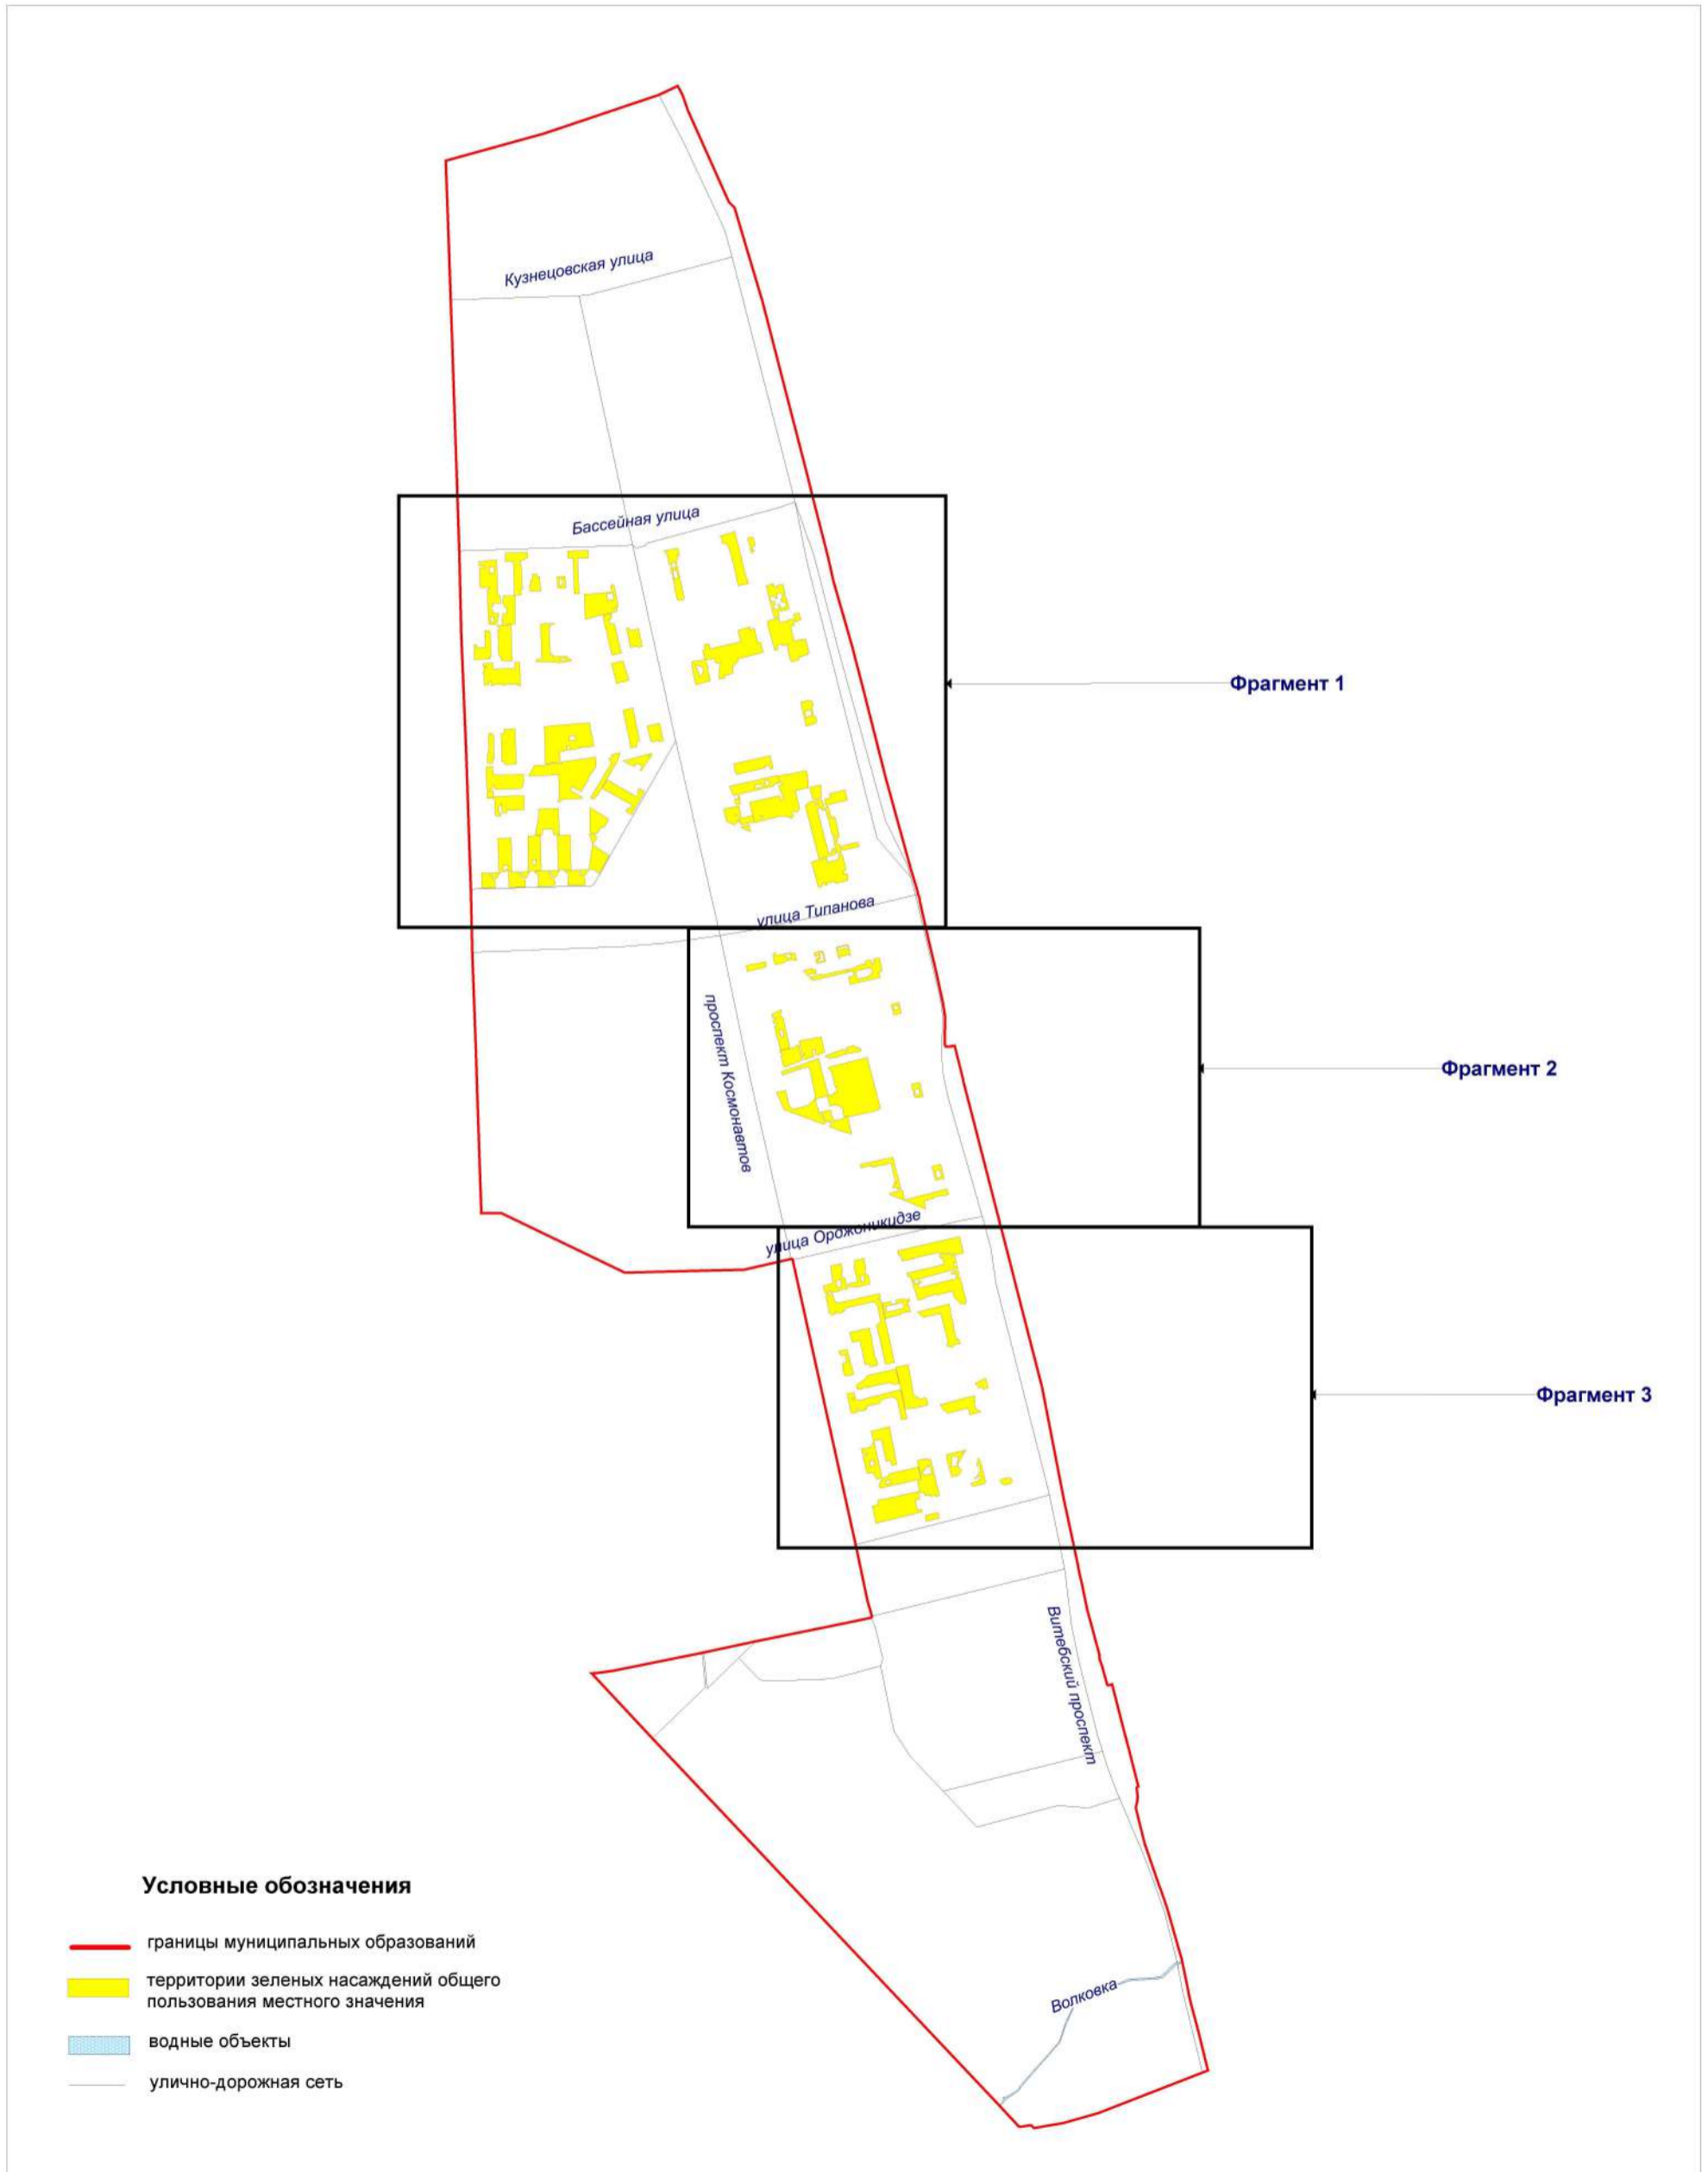 Кузнецовская улица
Бассейная улица
Фрагмент 1
улица Типанова
проспект Космонавтов
Фрагмент 2
улица Орджоникидзе
Фрагмент 3
Витебский проспект
Условные обозначения
границы муниципальных образований
территории зеленых насаждений общего
пользования местного значения
водные объекты
улично-дорожная сеть
Волковка